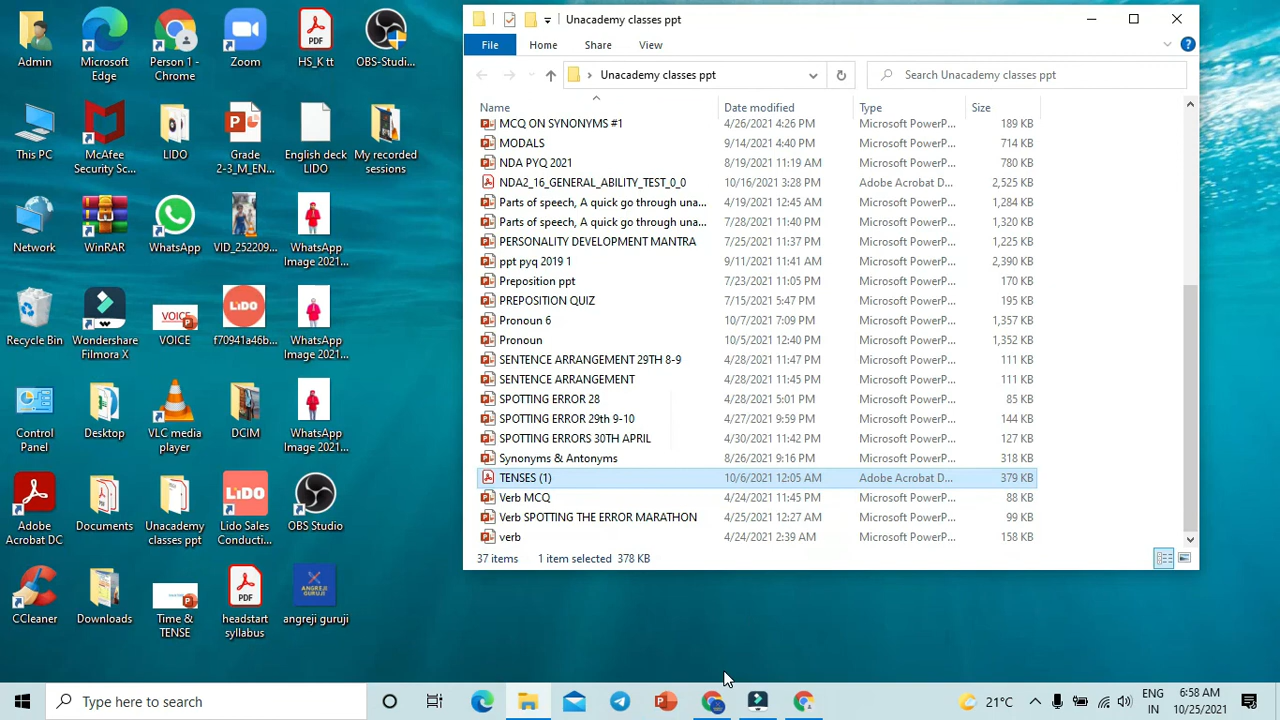 Admin
Microsoft Edge
Person 1 - Chrome
Zoom
PDF
HS_K tt
OBS-Studi...
This PC
McAfee Security Sc...
LIDO
Grade 2-3_M_EN...
English deck LIDO
My recorded sessions
Network
WinRAR
WhatsApp
VID_252209...
WhatsApp Image 2021...
Recycle Bin
Wondershare Filmora X
VOICE
VOICE
LiDO
f70941a46b...
WhatsApp Image 2021...
Control Panel
Desktop
VLC media player
DCIM
WhatsApp Image 2021...
Adobe Acrobat DC
Documents
Unacademy classes ppt
LiDO
Lido Sales Conducti...
OBS Studio
CCleaner
Downloads
Time & TENSE
PDF
headstart syllabus
ANGREJI GURUJI
angreji guruji
Unacademy classes ppt
File Home Share View
Unacademy classes ppt
Search Unacademy classes ppt
Name Date modified Type Size
MCQ ON SYNONYMS #1 4/26/2021 4:26 PM Microsoft PowerP... 189 KB
MODALS 9/14/2021 4:40 PM Microsoft PowerP... 714 KB
NDA PYQ 2021 8/19/2021 11:19 AM Microsoft PowerP... 780 KB
NDA2_16_GENERAL_ABILITY_TEST_0_0 10/16/2021 3:28 PM Adobe Acrobat D... 2,525 KB
Parts of speech, A quick go through una... 4/19/2021 12:45 AM Microsoft PowerP... 1,284 KB
Parts of speech, A quick go through una... 7/28/2021 11:40 PM Microsoft PowerP... 1,320 KB
PERSONALITY DEVELOPMENT MANTRA 7/25/2021 11:37 PM Microsoft PowerP... 1,225 KB
ppt pyq 2019 1 9/11/2021 11:41 AM Microsoft PowerP... 2,390 KB
Preposition ppt 7/23/2021 11:05 PM Microsoft PowerP... 170 KB
PREPOSITION QUIZ 7/15/2021 5:47 PM Microsoft PowerP... 195 KB
Pronoun 6 10/7/2021 7:09 PM Microsoft PowerP... 1,357 KB
Pronoun 10/5/2021 12:40 PM Microsoft PowerP... 1,352 KB
SENTENCE ARRANGEMENT 29TH 8-9 4/28/2021 11:47 PM Microsoft PowerP... 111 KB
SENTENCE ARRANGEMENT 4/28/2021 11:45 PM Microsoft PowerP... 111 KB
SPOTTING ERROR 28 4/28/2021 5:01 PM Microsoft PowerP... 85 KB
SPOTTING ERROR 29th 9-10 4/27/2021 9:59 PM Microsoft PowerP... 144 KB
SPOTTING ERRORS 30TH APRIL 4/30/2021 11:42 PM Microsoft PowerP... 127 KB
Synonyms & Antonyms 8/26/2021 9:16 PM Microsoft PowerP... 318 KB
TENSES (1) 10/6/2021 12:05 AM Adobe Acrobat D... 379 KB
Verb MCQ 4/24/2021 11:45 PM Microsoft PowerP... 88 KB
Verb SPOTTING THE ERROR MARATHON 4/25/2021 12:27 AM Microsoft PowerP... 99 KB
verb 4/24/2021 2:39 AM Microsoft PowerP... 158 KB
37 items 1 item selected 378 KB
Type here to search
21°C
ENG
IN
6:58 AM
10/25/2021